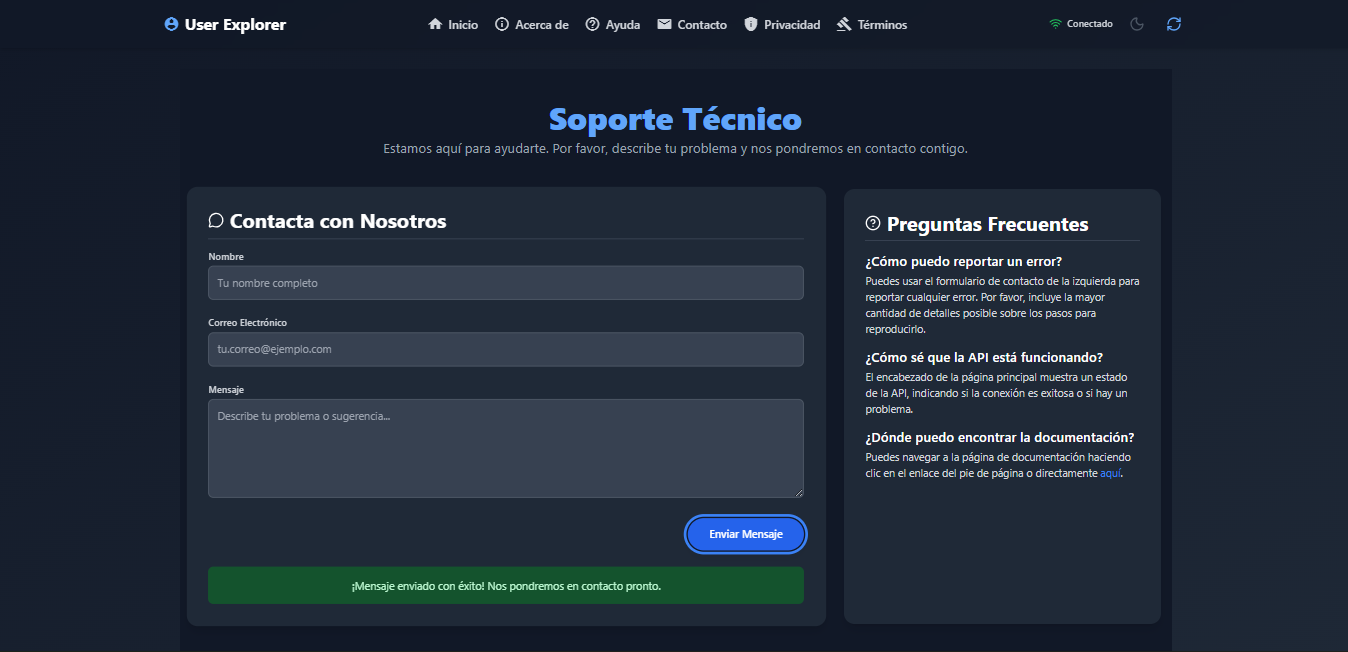 User Explorer
Inicio
Acerca de
Ayuda
Contacto
Privacidad
Términos
Conectado
Soporte Técnico
Estamos aquí para ayudarte. Por favor, describe tu problema y nos pondremos en contacto contigo.
Contacta con Nosotros
Nombre
Tu nombre completo
Correo Electrónico
tu.correo@ejemplo.com
Mensaje
Describe tu problema o sugerencia...
Enviar Mensaje
¡Mensaje enviado con éxito! Nos pondremos en contacto pronto.
Preguntas Frecuentes
¿Cómo puedo reportar un error?
Puedes usar el formulario de contacto de la izquierda para
reportar cualquier error. Por favor, incluye la mayor
cantidad de detalles posible sobre los pasos para
reproducirlo.
¿Cómo sé que la API está funcionando?
El encabezado de la página principal muestra un estado
de la API, indicando si la conexión es exitosa o si hay un
problema.
¿Dónde puedo encontrar la documentación?
Puedes navegar a la página de documentación haciendo
clic en el enlace del pie de página o directamente aquí.